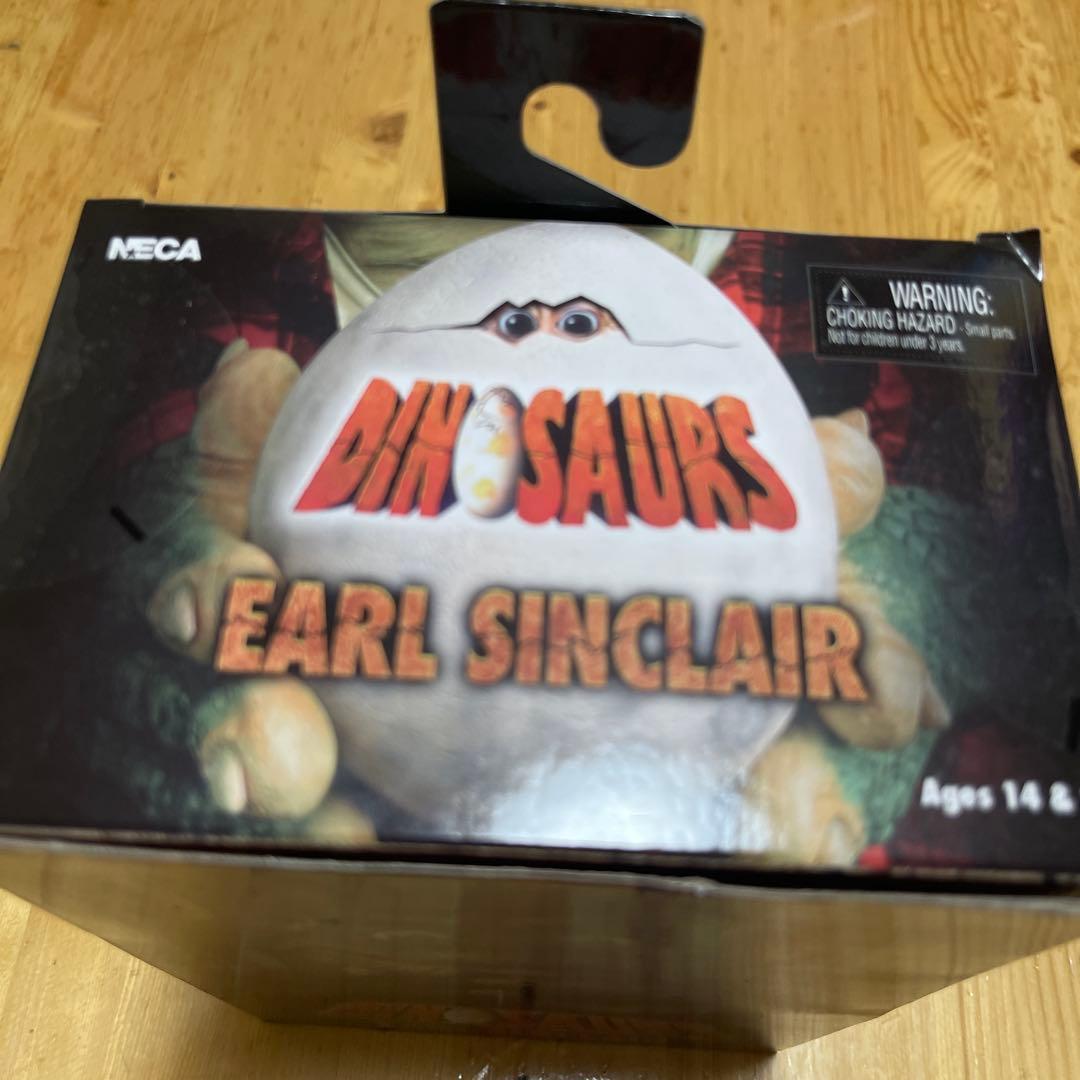 NECA
WARNING:
CHOKING HAZARD - Small parts.
Not for children under 3 years.
DINOSAURS
EARL SINCLAIR
Ages 14 &